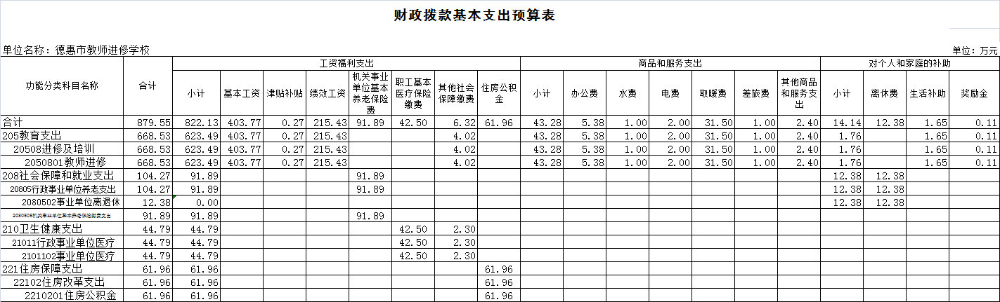 财政拨款基本支出预算表
单位名称：德惠市教师进修学校 单位：万元
功能分类科目名称 合计 工资福利支出 商品和服务支出 对个人和家庭的补助
小计 基本工资 津贴补贴 绩效工资 机关事业单位基本养老保险费 职工基本医疗保险缴费 其他社会保障缴费 住房公积金 小计 办公费 水费 电费 取暖费 差旅费 其他商品和服务支出 小计 离休费 生活补助 奖励金
合计 879.55 822.13 403.77 0.27 215.43 91.89 42.50 6.32 61.96 43.28 5.38 1.00 2.00 31.50 1.00 2.40 14.14 12.38 1.65 0.11
205教育支出 668.53 623.49 403.77 0.27 215.43 4.02 43.28 5.38 1.00 2.00 31.50 1.00 2.40 1.76 1.65 0.11
20508进修及培训 668.53 623.49 403.77 0.27 215.43 4.02 43.28 5.38 1.00 2.00 31.50 1.00 2.40 1.76 1.65 0.11
2050801教师进修 668.53 623.49 403.77 0.27 215.43 4.02 43.28 5.38 1.00 2.00 31.50 1.00 2.40 1.76 1.65 0.11
208社会保障和就业支出 104.27 91.89 91.89 12.38 12.38
20805行政事业单位养老支出 104.27 91.89 91.89 12.38 12.38
2080502事业单位离退休 12.38 0.00 12.38 12.38
2080505机关事业单位基本养老保险缴费支出 91.89 91.89 91.89
210卫生健康支出 44.79 44.79 42.50 2.30
21011行政事业单位医疗 44.79 44.79 42.50 2.30
2101102事业单位医疗 44.79 44.79 42.50 2.30
221住房保障支出 61.96 61.96 61.96
22102住房改革支出 61.96 61.96 61.96
2210201住房公积金 61.96 61.96 61.96